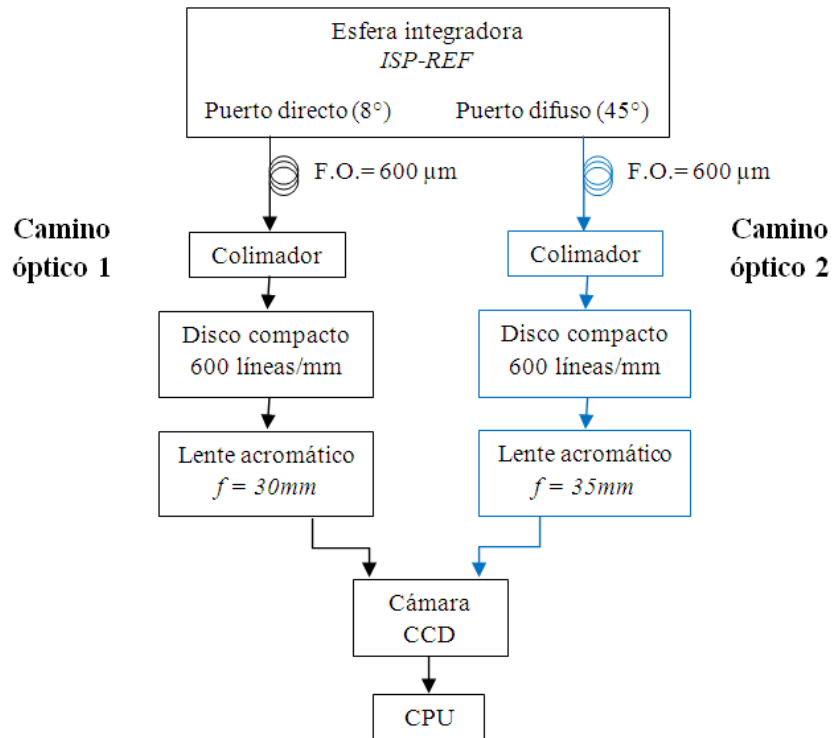 Esfera integradora
ISP-REF
Puerto directo (8°)
Puerto difuso (45°)
F.O.= 600 µm
F.O.= 600 µm
Camino
óptico 1
Camino
óptico 2
Colimador
Colimador
Disco compacto
600 líneas/mm
Disco compacto
600 líneas/mm
Lente acromático
f = 30mm
Lente acromático
f = 35mm
Cámara
CCD
CPU